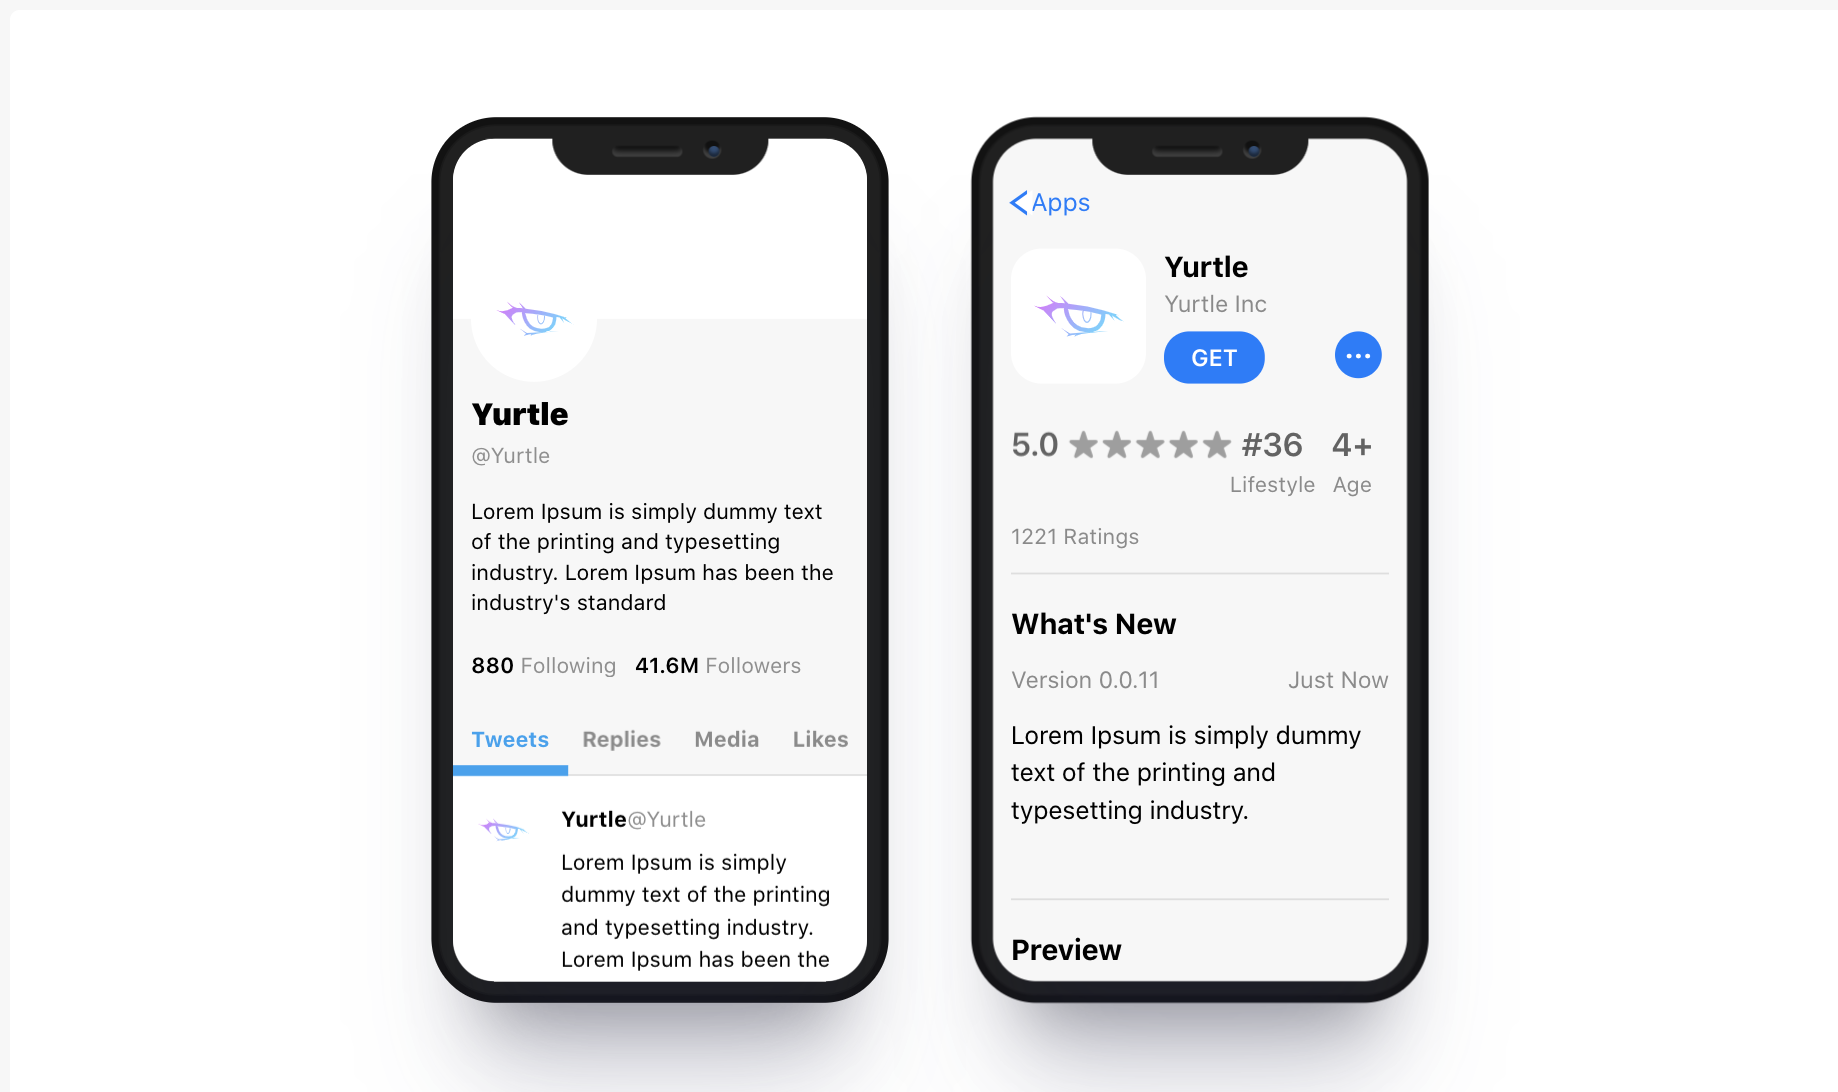 Yurtle
@Yurtle
Lorem Ipsum is simply dummy text
of the printing and typesetting
industry. Lorem Ipsum has been the
industry's standard
880 Following 41.6M Followers
Tweets Replies Media Likes
Yurtle@Yurtle
Lorem Ipsum is simply
dummy text of the printing
and typesetting industry.
Lorem Ipsum has been the
Apps
Yurtle
Yurtle Inc
GET
5.0 #36 4+
Lifestyle Age
1221 Ratings
What's New
Version 0.0.11 Just Now
Lorem Ipsum is simply dummy
text of the printing and
typesetting industry.
Preview